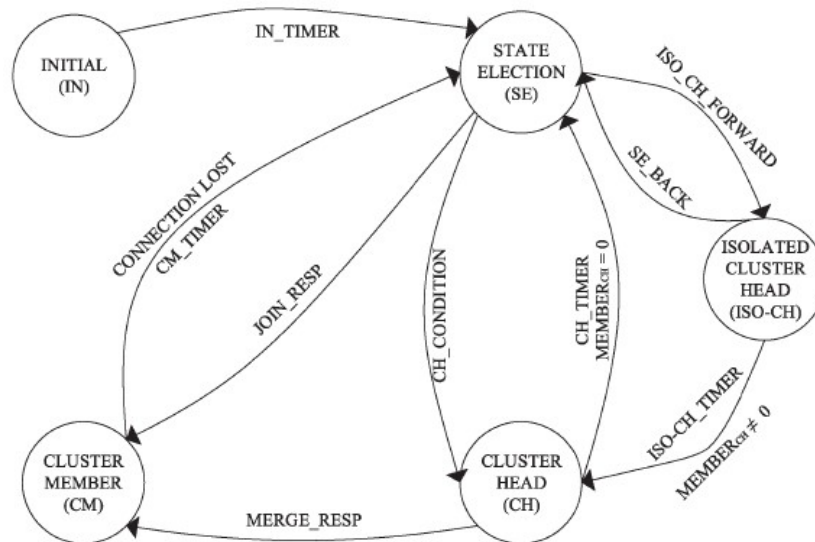 IN_TIMER
INITIAL
(IN)
STATE
ELECTION
(SE)
ISO_CH_FORWARD
SE_BACK
CONNECTION LOST
CM_TIMER
JOIN_RESP
CH_CONDITION
CH_TIMER
MEMBERCH = 0
ISOLATED
CLUSTER
HEAD
(ISO-CH)
ISO-CH_TIMER
MEMBERCH ≠ 0
CLUSTER
MEMBER
(CM)
CLUSTER
HEAD
(CH)
MERGE_RESP